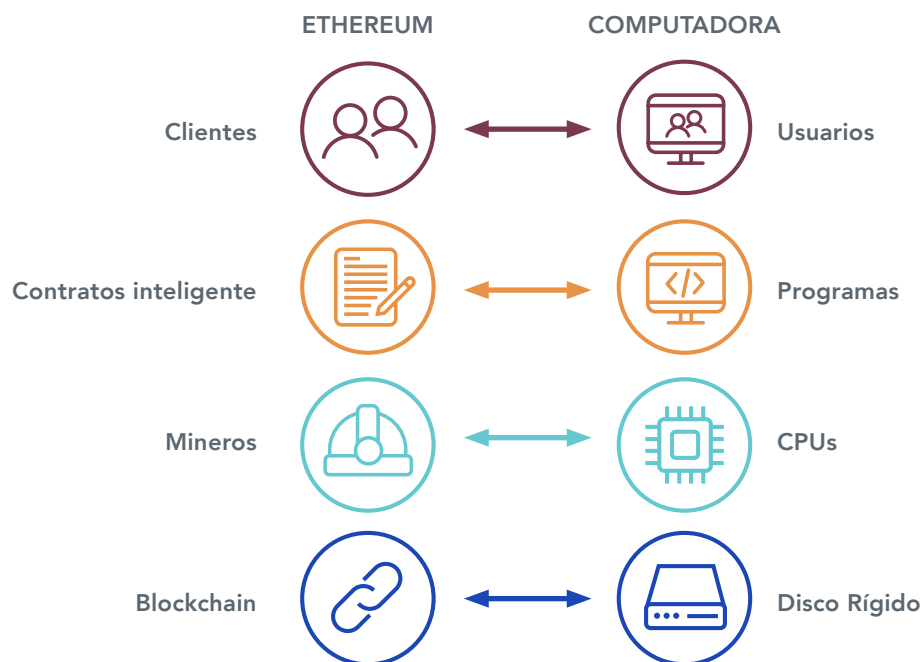 ETHEREUM COMPUTADORA
Clientes Usuarios
Contratos inteligente Programas
Mineros CPUs
Blockchain Disco Rígido